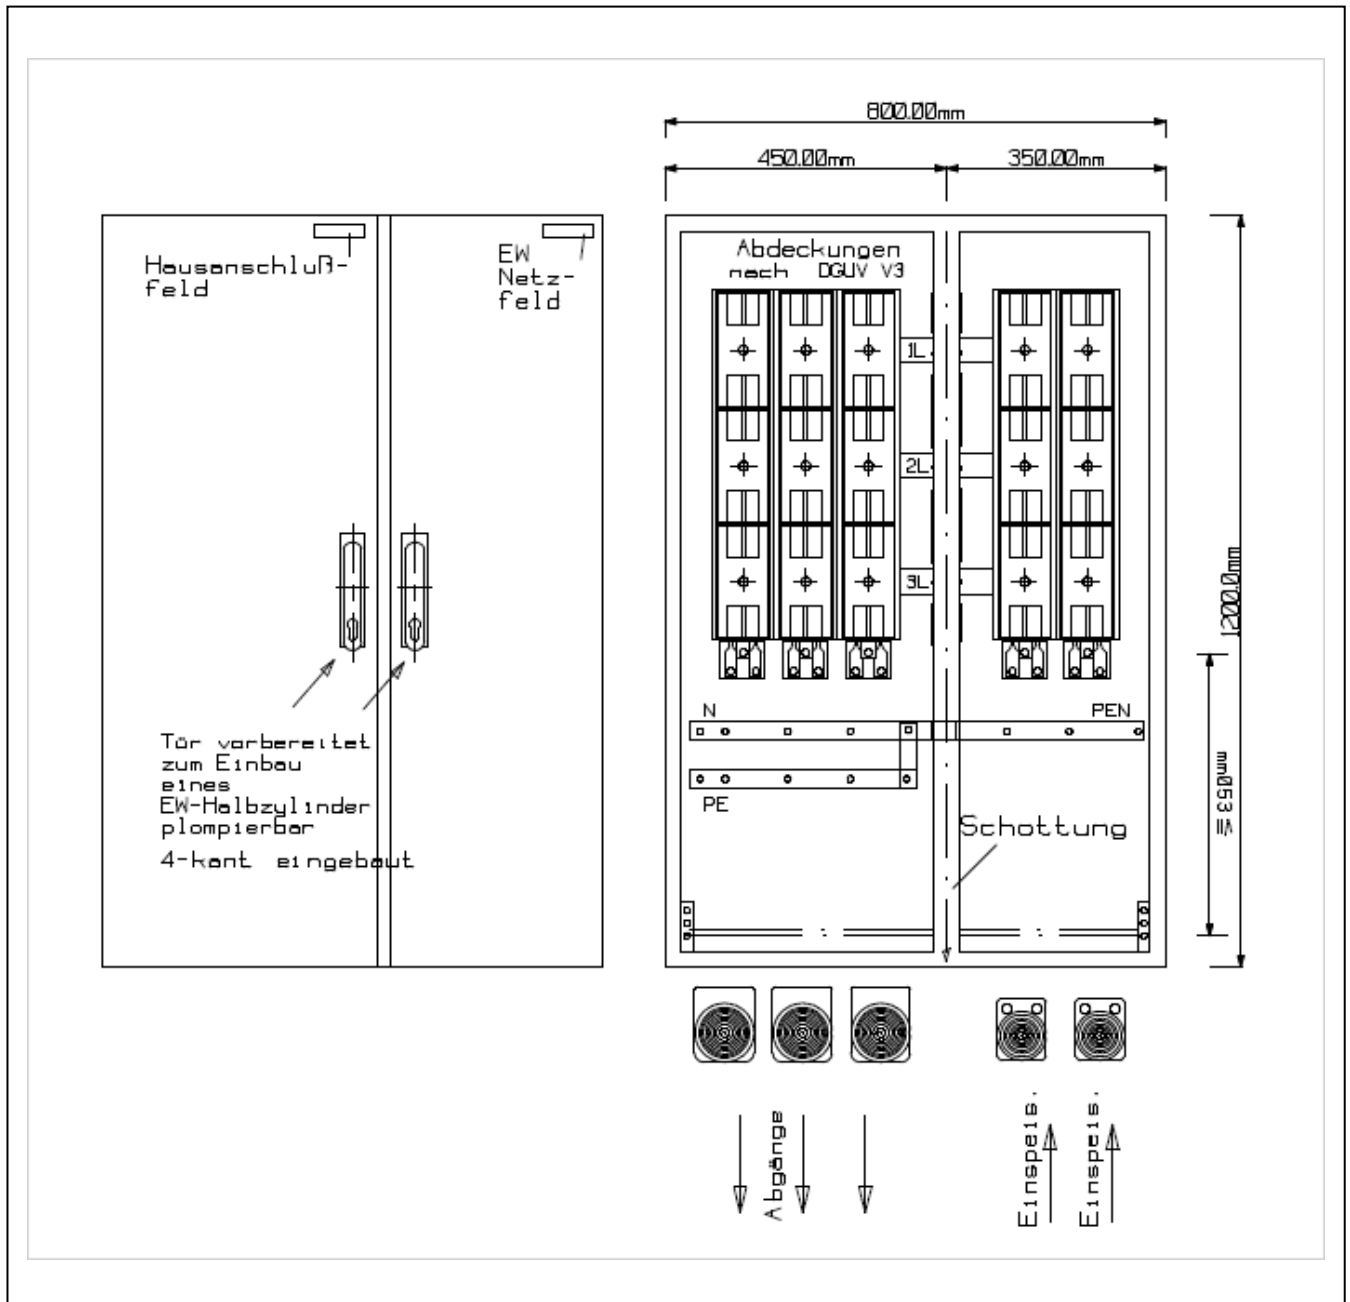 800.00mm
450.00mm
350.00mm
Hausanschluß-
feld
EW
Netz-
feld
Abdeckungen
nach DGUV V3
1L
2L
3L
1200.0mm
N
PEN
PE
≤ 350mm
Tür vorbereitet
zum Einbau
eines
EW-Halbzylinder
plompierbar
4-kant eingebaut
Schottung
Abgänge
Einspeis.
Einspeis.